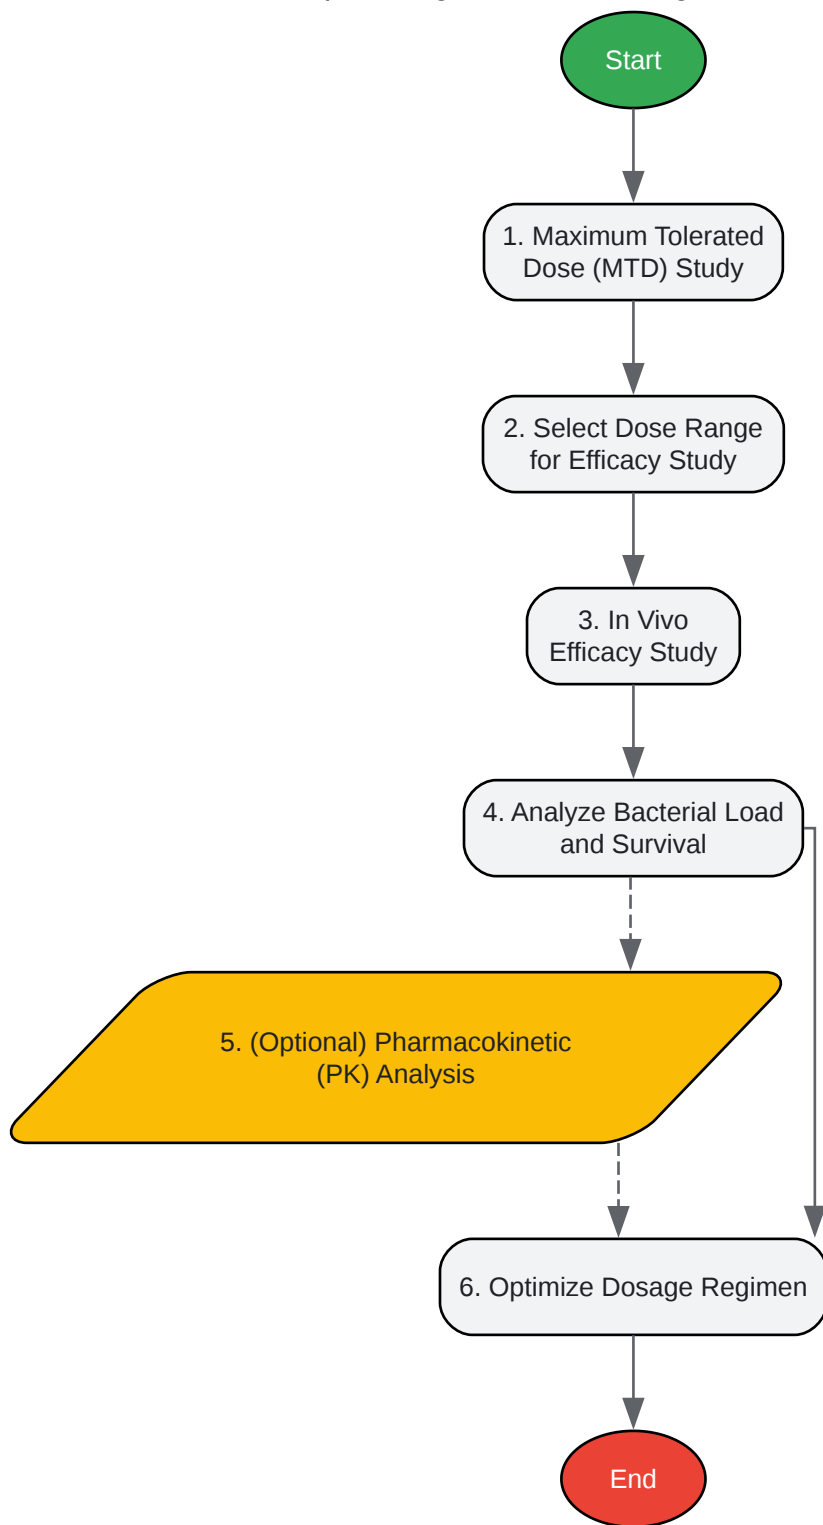 Start
1. Maximum Tolerated
Dose (MTD) Study
2. Select Dose Range
for Efficacy Study
3. In Vivo
Efficacy Study
4. Analyze Bacterial Load
and Survival
5. (Optional) Pharmacokinetic
(PK) Analysis
6. Optimize Dosage Regimen
End